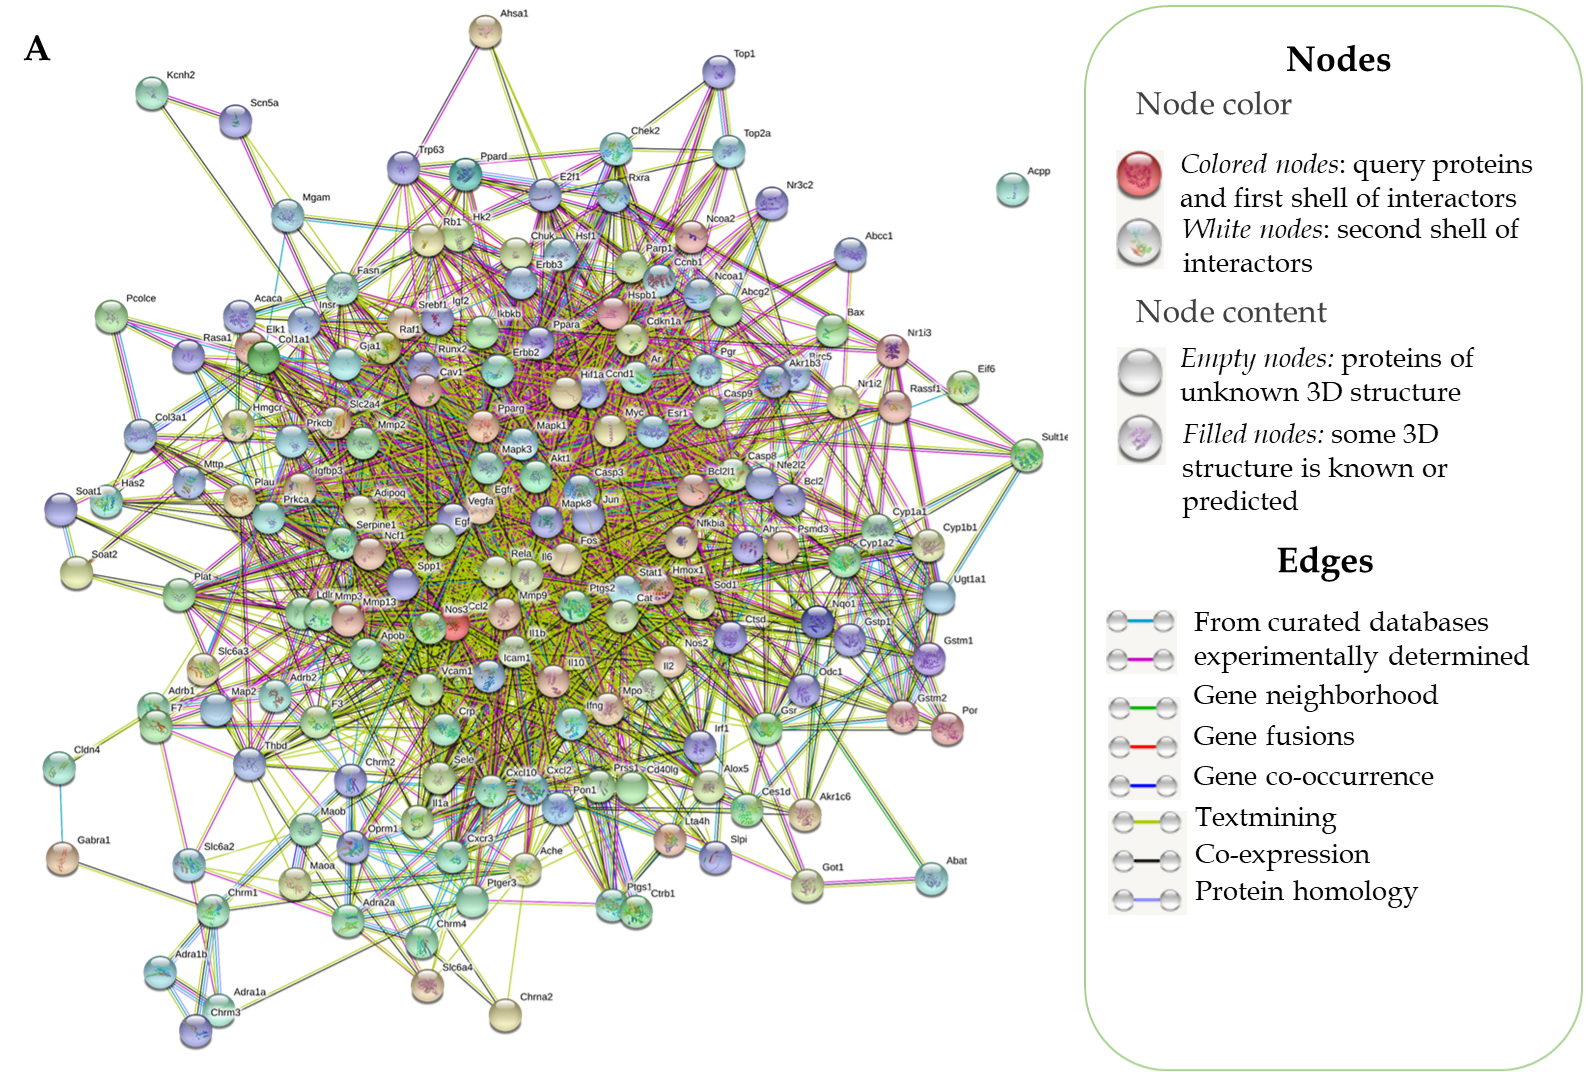 A
Ahsa1
Top1
Kcnh2
Scn5a
Chek2
Top2a
Trp63
Ppard
E2f1
Rxra
Nr3c2
Acpp
Mgam
Rb1
Hk2
Chuk
Hsf1
Ncoa2
Parp1
Ccnb1
Abcc1
Erbb3
Ncoa1
Fasn
Abcg2
Pcolce
Acaca
Insr
Srebf1
Igf2
Ikbkb
Hspb1
Cdkn1a
Bax
Rasa1
Elk1
Col1a1
Gja1
Raf1
Runx2
Ppara
Erbb2
Ar
Pgr
Akr1b3
Birc5
Nr1i3
Cav1
Hif1a
Ccnd1
Casp9
Nr1i2
Rassf1
Eif6
Col3a1
Hmgcr
Slc2a4
Prkcb
Mmp2
Pparg
Mapk1
Myc
Esr1
Sult1e
Mapk3
Akt1
Casp3
Mttp
Igfbp3
Bcl2l1
Casp8
Nfe2l2
Bcl2
Soat1
Has2
Plau
Prkca
Adipoq
Egfr
Vegfa
Mapk8
Jun
Serpine1
Ncf1
Egf
Fos
Nfkbia
Ahr
Psmd3
Cyp1a1
Cyp1b1
Cyp1a2
Soat2
Plat
Spp1
Rela
Il6
Stat1
Hmox1
Sod1
Ugt1a1
Ldlr
Mmp3
Mmp13
Nos3
Ccl2
Mmp9
Ptgs2
Cat
Nqo1
Ctsd
Gstp1
Apob
Il1b
Gstm1
Slc6a3
Vcam1
Icam1
Il10
Nos2
Il2
Odc1
Adrb1
Map2
Adrb2
Mpo
F7
F3
Crp
Ifng
Gsr
Gstm2
Por
Irf1
Cldn4
Thbd
Chrm2
Sele
Cxcl10
Cxcl2
Prss1
Cd40lg
Alox5
Pon1
Ces1d
Akr1c6
Il1a
Maob
Oprm1
Cxcr3
Lta4h
Slpi
Gabra1
Slc6a2
Maoa
Ache
Got1
Abat
Chrm1
Adra2a
Ptger3
Ptgs1
Ctrb1
Chrm4
Adra1b
Slc6a4
Adra1a
Chrna2
Chrm3
Nodes
Node color
Colored nodes: query proteins
and first shell of interactors
White nodes: second shell of
interactors
Node content
Empty nodes: proteins of
unknown 3D structure
Filled nodes: some 3D
structure is known or
predicted
Edges
From curated databases
experimentally determined
Gene neighborhood
Gene fusions
Gene co-occurrence
Textmining
Co-expression
Protein homology